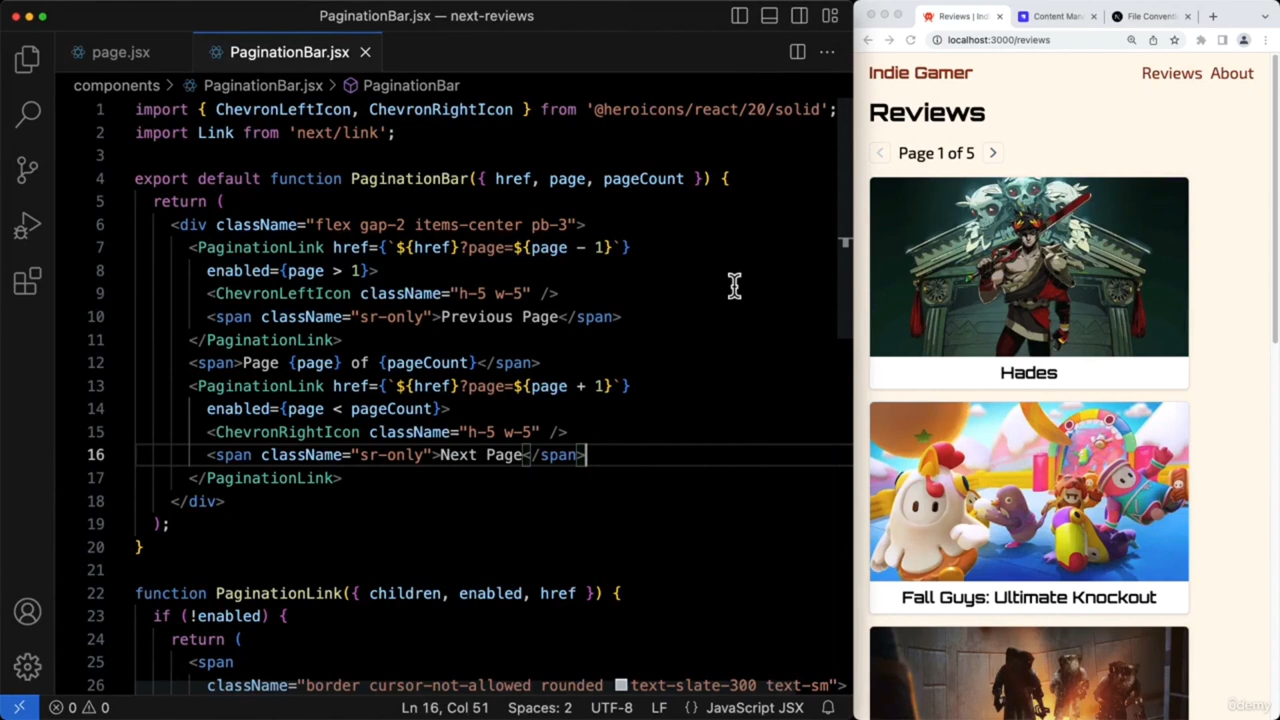 PaginationBar.jsx — next-reviews
page.jsx
PaginationBar.jsx
components > PaginationBar.jsx > PaginationBar
1 import { ChevronLeftIcon, ChevronRightIcon } from '@heroicons/react/20/solid';
2 import Link from 'next/link';
3
4 export default function PaginationBar({ href, page, pageCount }) {
5 return (
6 <div className="flex gap-2 items-center pb-3">
7 <PaginationLink href={`${href}?page=${page - 1}`}
8 enabled={page > 1}>
9 <ChevronLeftIcon className="h-5 w-5" />
10 <span className="sr-only">Previous Page</span>
11 </PaginationLink>
12 <span>Page {page} of {pageCount}</span>
13 <PaginationLink href={`${href}?page=${page + 1}`}
14 enabled={page < pageCount}>
15 <ChevronRightIcon className="h-5 w-5" />
16 <span className="sr-only">Next Page</span>
17 </PaginationLink>
18 </div>
19 );
20 }
21
22 function PaginationLink({ children, enabled, href }) {
23 if (!enabled) {
24 return (
25 <span
26 className="border cursor-not-allowed rounded text-slate-300 text-sm">
0 0 Ln 16, Col 51 Spaces: 2 UTF-8 LF {} JavaScript JSX
Reviews | Indi
Content Man
File Conventi
localhost:3000/reviews
Indie Gamer
Reviews About
Reviews
Page 1 of 5
Hades
Fall Guys: Ultimate Knockout
ûdemy